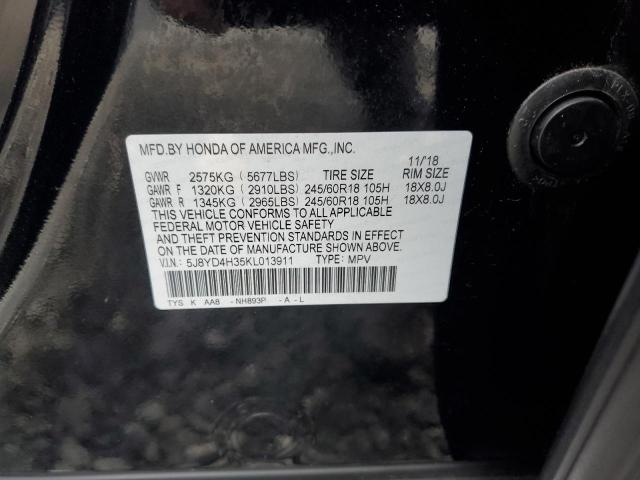 MFD.BY HONDA OF AMERICA MFG.,INC. 11/18
GVWR 2575KG ( 5677LBS) TIRE SIZE RIM SIZE
GAWR F 1320KG ( 2910LBS) 245/60R18 105H 18X8.0J
GAWR R 1345KG ( 2965LBS) 245/60R18 105H 18X8.0J
THIS VEHICLE CONFORMS TO ALL APPLICABLE
FEDERAL MOTOR VEHICLE SAFETY
AND THEFT PREVENTION STANDARDS IN EFFECT
ON THE DATE OF MANUFACTURE SHOWN ABOVE.
V.I.N.: 5J8YD4H35KL013911 TYPE: MPV
TYS K AA8 -NH893P -A-L